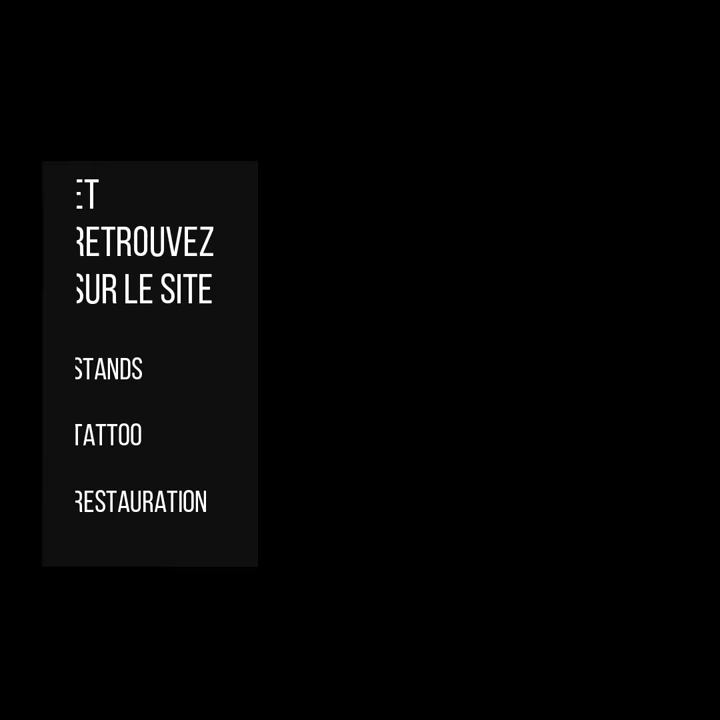 ET
RETROUVEZ
SUR LE SITE
STANDS
TATTOO
RESTAURATION